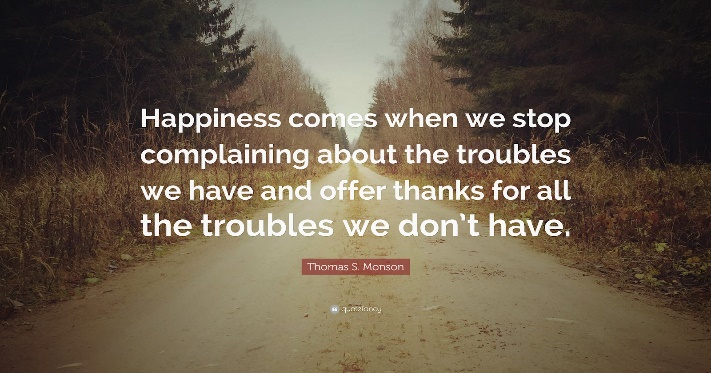 Happiness comes when we stop
complaining about the troubles
we have and offer thanks for all
the troubles we don’t have.
Thomas S. Monson
quotefancy